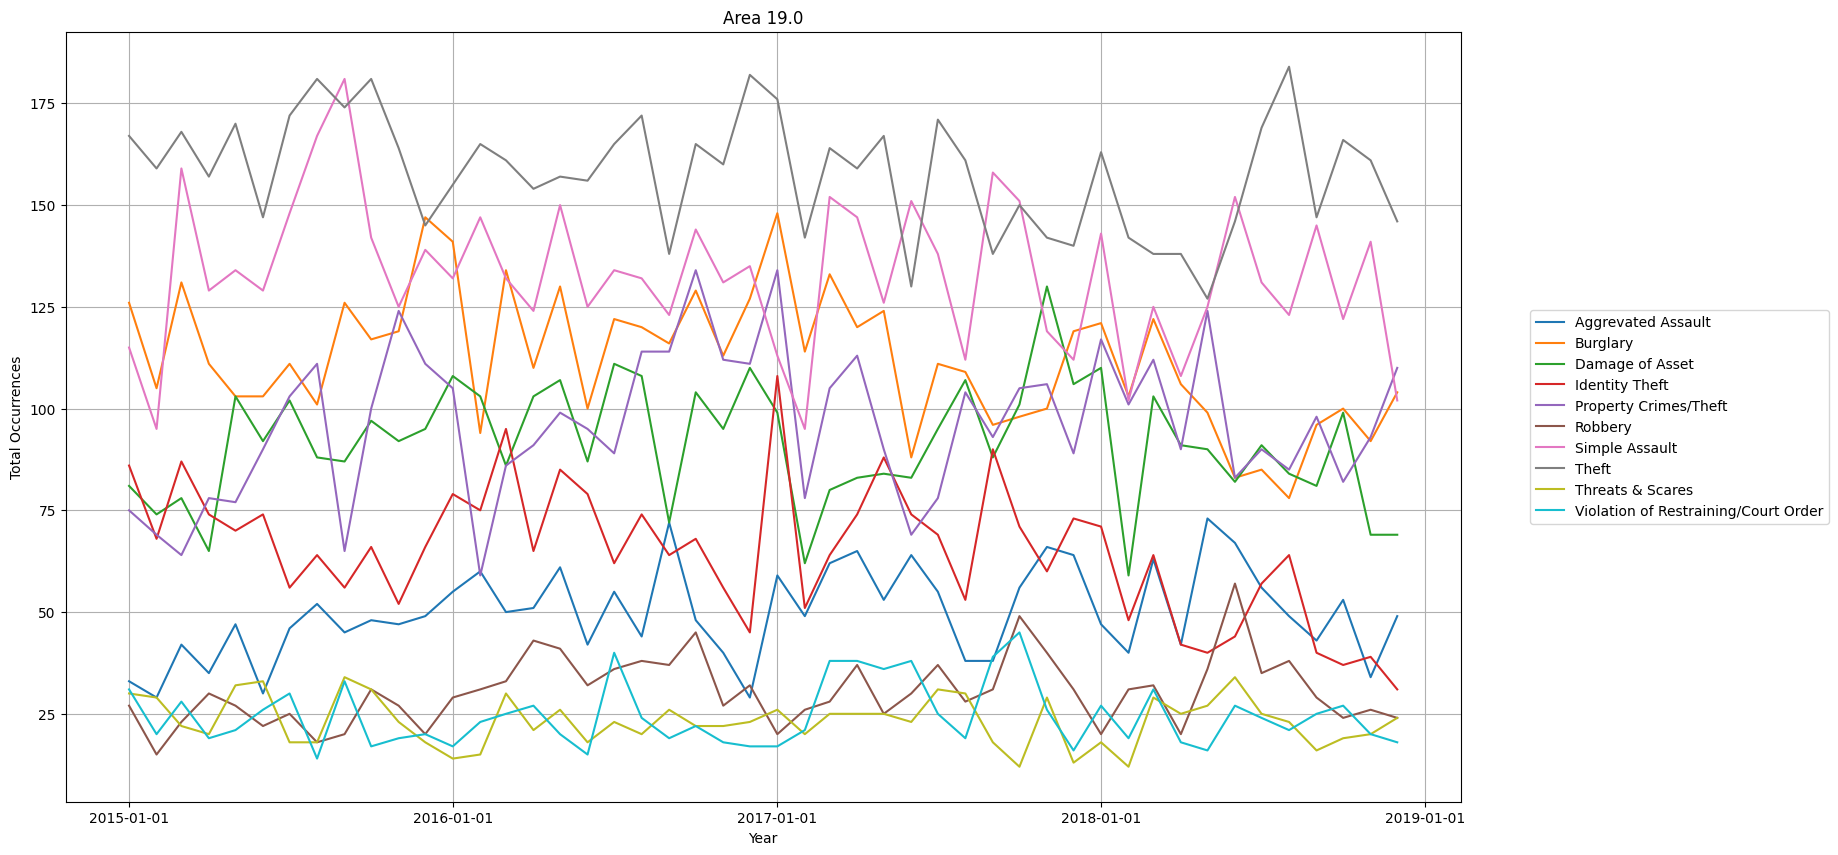 Area 19.0
Total Occurrences
175
150
125
100
75
50
25
2015-01-01
2016-01-01
2017-01-01
2018-01-01
2019-01-01
Year
Aggrevated Assault
Burglary
Damage of Asset
Identity Theft
Property Crimes/Theft
Robbery
Simple Assault
Theft
Threats & Scares
Violation of Restraining/Court Order